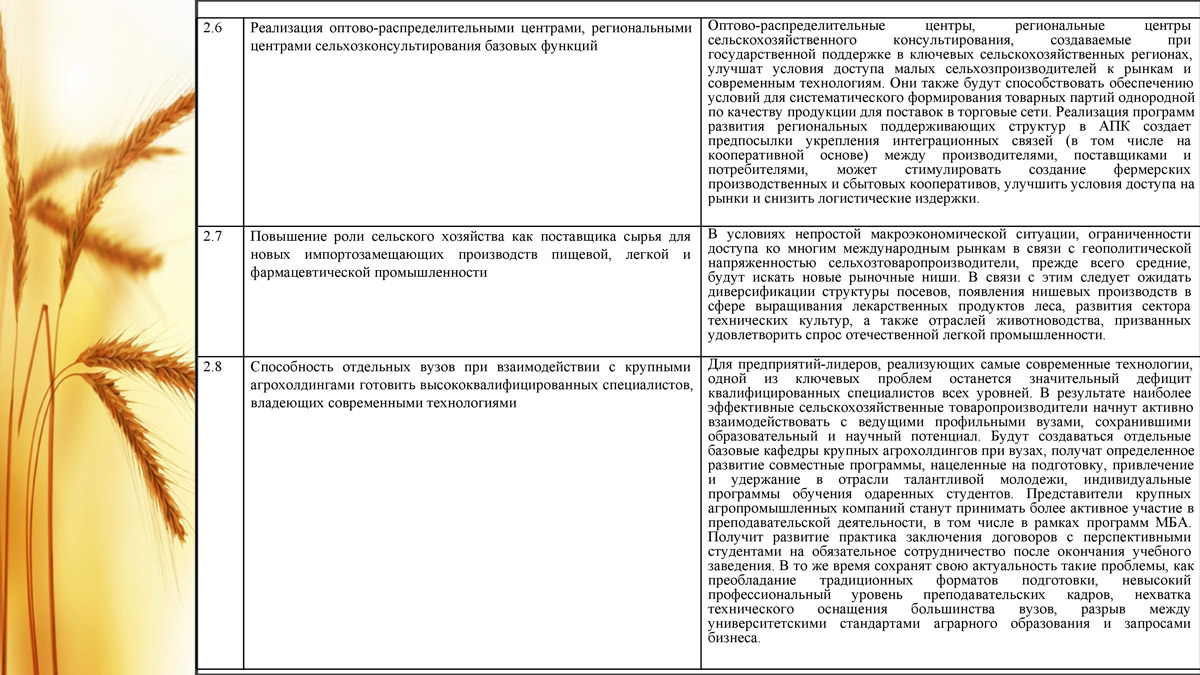 2.6
Реализация оптово-распределительными центрами, региональными
центрами сельхозконсультирования базовых функций
Оптово-распределительные центры, региональные центры
сельскохозяйственного консультирования, создаваемые при
государственной поддержке в ключевых сельскохозяйственных регионах,
улучшат условия доступа малых сельхозпроизводителей к рынкам и
современным технологиям. Они также будут способствовать обеспечению
условий для систематического формирования товарных партий однородной
по качеству продукции для поставок в торговые сети. Реализация программ
развития региональных поддерживающих структур в АПК создает
предпосылки укрепления интеграционных связей (в том числе на
кооперативной основе) между производителями, поставщиками и
потребителями, может стимулировать создание фермерских
производственных и сбытовых кооперативов, улучшить условия доступа на
рынки и снизить логистические издержки.
2.7
Повышение роли сельского хозяйства как поставщика сырья для
новых импортозамещающих производств пищевой, легкой и
фармацевтической промышленности
В условиях непростой макроэкономической ситуации, ограниченности
доступа ко многим международным рынкам в связи с геополитической
напряженностью сельхозтоваропроизводители, прежде всего средние,
будут искать новые рыночные ниши. В связи с этим следует ожидать
диверсификации структуры посевов, появления нишевых производств в
сфере выращивания лекарственных продуктов леса, развития сектора
технических культур, а также отраслей животноводства, призванных
удовлетворить спрос отечественной легкой промышленности.
2.8
Способность отдельных вузов при взаимодействии с крупными
агрохолдингами готовить высококвалифицированных специалистов,
владеющих современными технологиями
Для предприятий-лидеров, реализующих самые современные технологии,
одной из ключевых проблем останется значительный дефицит
квалифицированных специалистов всех уровней. В результате наиболее
эффективные сельскохозяйственные товаропроизводители начнут активно
взаимодействовать с ведущими профильными вузами, сохранившими
образовательный и научный потенциал. Будут создаваться отдельные
базовые кафедры крупных агрохолдингов при вузах, получат определенное
развитие совместные программы, нацеленные на подготовку, привлечение
и удержание в отрасли талантливой молодежи, индивидуальные
программы обучения одаренных студентов. Представители крупных
агропромышленных компаний станут принимать более активное участие в
преподавательской деятельности, в том числе в рамках программ МБА.
Получит развитие практика заключения договоров с перспективными
студентами на обязательное сотрудничество после окончания учебного
заведения. В то же время сохранят свою актуальность такие проблемы, как
преобладание традиционных форматов подготовки, невысокий
профессиональный уровень преподавательских кадров, нехватка
технического оснащения большинства вузов, разрыв между
университетскими стандартами аграрного образования и запросами
бизнеса.